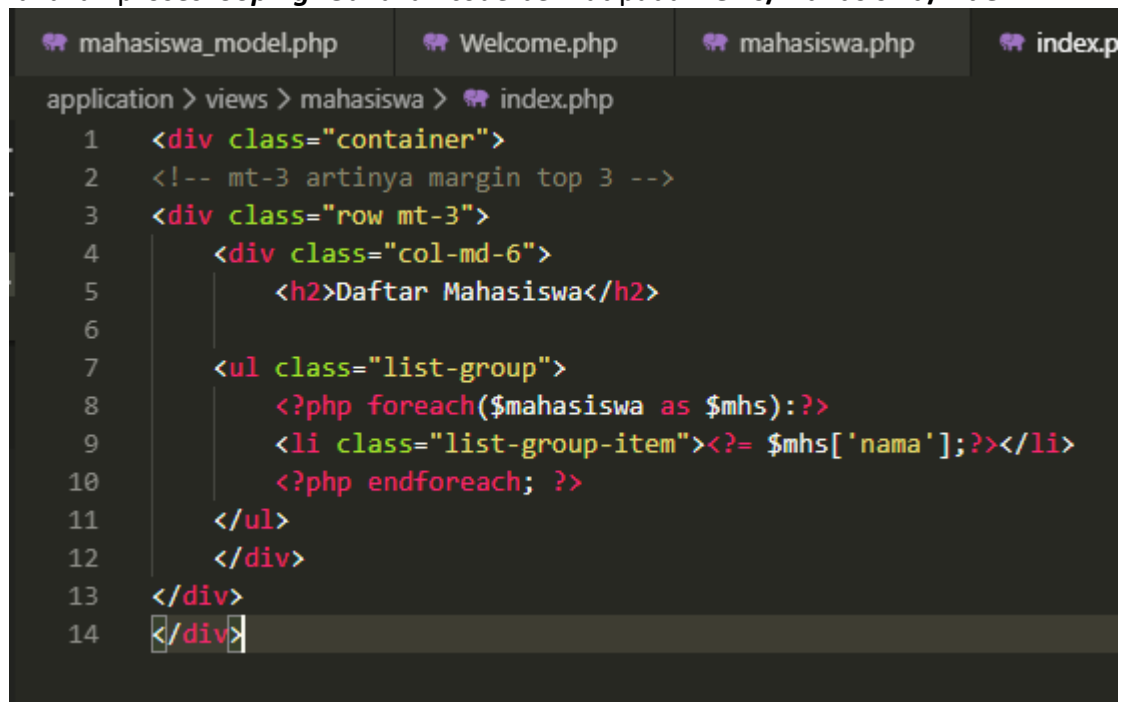 mahasiswa_model.php Welcome.php mahasiswa.php index.p
application > views > mahasiswa > index.php
1 <div class="container">
2 <!-- mt-3 artinya margin top 3 -->
3 <div class="row mt-3">
4 <div class="col-md-6">
5 <h2>Daftar Mahasiswa</h2>
6
7 <ul class="list-group">
8 <?php foreach($mahasiswa as $mhs):?>
9 <li class="list-group-item"><?= $mhs['nama'];?></li>
10 <?php endforeach; ?>
11 </ul>
12 </div>
13 </div>
14 </div>